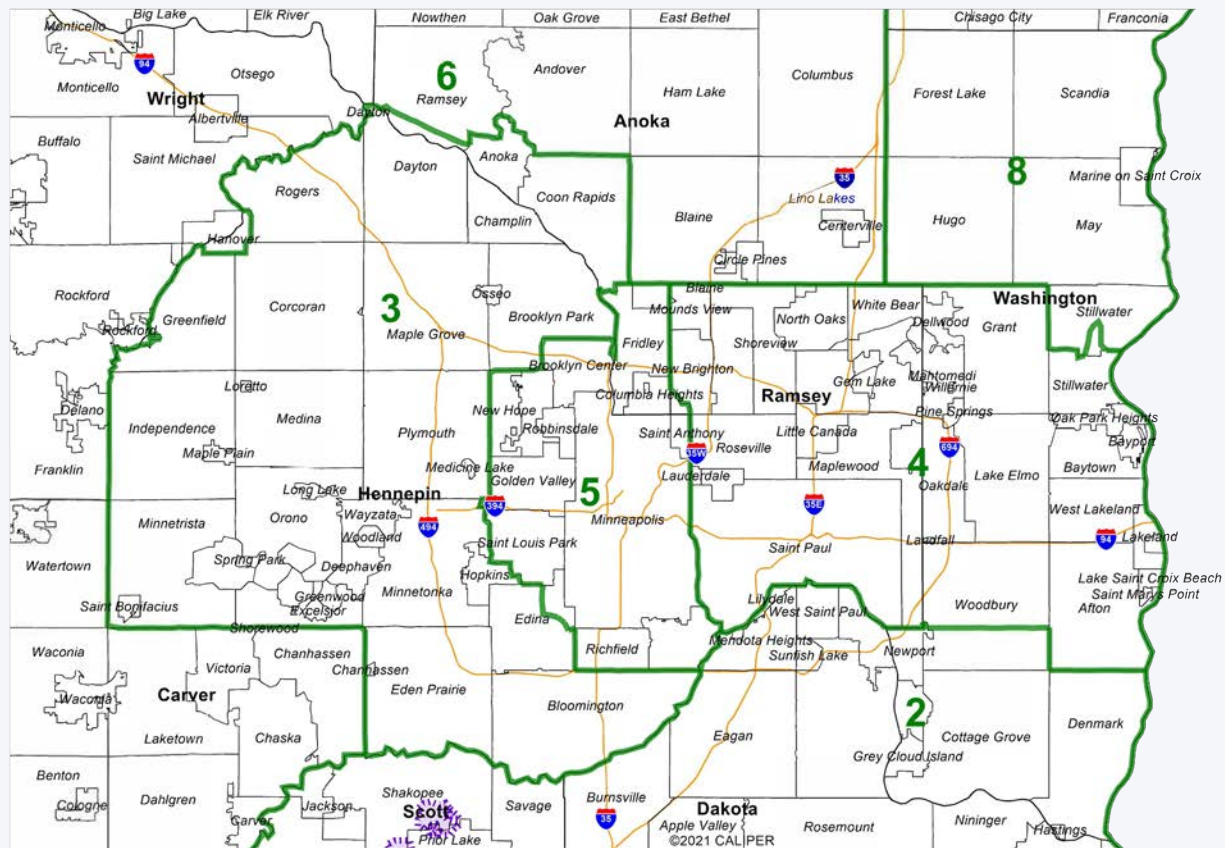 Big Lake
Elk River
Nowthen
Oak Grove
East Bethel
Chisago City
Franconia
Monticello
94
6
Otsego
Andover
Columbus
Monticello
Ramsey
Ham Lake
Forest Lake
Scandia
Wright
Dayton
Albertville
Anoka
Buffalo
Saint Michael
Dayton
Anoka
8
Rogers
Coon Rapids
35
Marine on Saint Croix
Lino Lakes
Champlin
Blaine
Centerville
Hugo
May
Hanover
Circle Pines
Rockford
Corcoran
Osseo
Blaine
Washington
3
Greenfield
Brooklyn Park
Mounds View
White Bear
Stillwater
Rockford
Maple Grove
North Oaks
Dellwood
Grant
Fridley
Shoreview
Brooklyn Center
New Brighton
Loretto
Columbia Heights
Gem Lake
Mahtomedi
Willernie
Stillwater
Delano
Medina
New Hope
Ramsey
Pine Springs
Independence
Plymouth
Robbinsdale
Saint Anthony
Roseville
Little Canada
Oak Park Heights
Bayport
Maple Plain
35W
694
Franklin
Medicine Lake
Golden Valley
Lauderdale
Maplewood
4
Lake Elmo
Baytown
Long Lake
Hennepin
5
Oakdale
Minnetrista
Orono
Wayzata
394
35E
West Lakeland
494
Minneapolis
Woodland
Saint Louis Park
Saint Paul
Landfall
94
Lakeland
Watertown
Spring Park
Deephaven
Hopkins
Minnetonka
Lake Saint Croix Beach
Greenwood
Lilydale
Saint Marys Point
Saint Bonifacius
Excelsior
Edina
West Saint Paul
Woodbury
Afton
Shorewood
Mendota Heights
Waconia
Chanhassen
Richfield
Sunfish Lake
Newport
Victoria
Chanhassen
Waconia
Carver
Eden Prairie
Bloomington
2
Laketown
Chaska
Eagan
Cottage Grove
Denmark
Grey Cloud Island
Benton
Cologne
Dahlgren
Jackson
Shakopee
Savage
Burnsville
Carver
Scott
35
Dakota
Apple Valley
Rosemount
Nininger
Hastings
Prior Lake
©2021 CALIPER